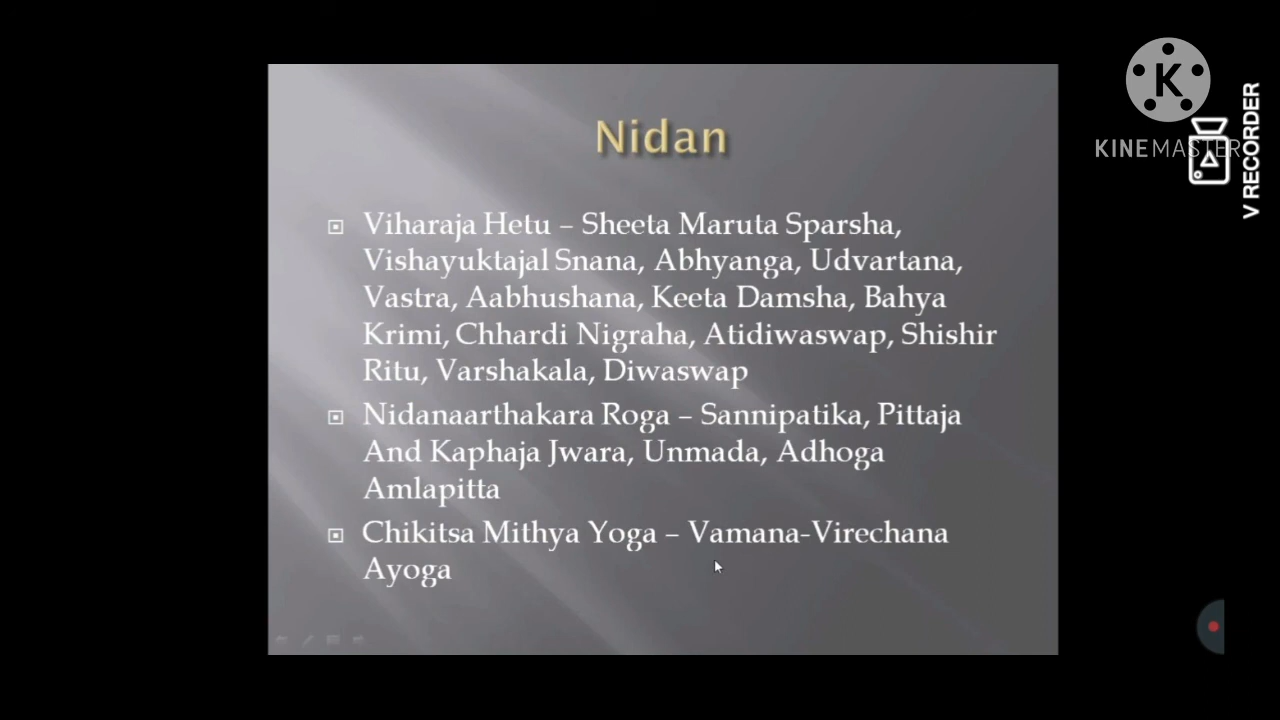 Nidan
Viharaja Hetu – Sheeta Maruta Sparsha,
Vishayuktajal Snana, Abhyanga, Udvartana,
Vastra, Aabhushana, Keeta Damsha, Bahya
Krimi, Chhardi Nigraha, Atidiwaswap, Shishir
Ritu, Varshakala, Diwaswap
Nidanaarthakara Roga – Sannipatika, Pittaja
And Kaphaja Jwara, Unmada, Adhoga
Amlapitta
Chikitsa Mithya Yoga – Vamana-Virechana
Ayoga
K
KINEMASTER
V RECORDER